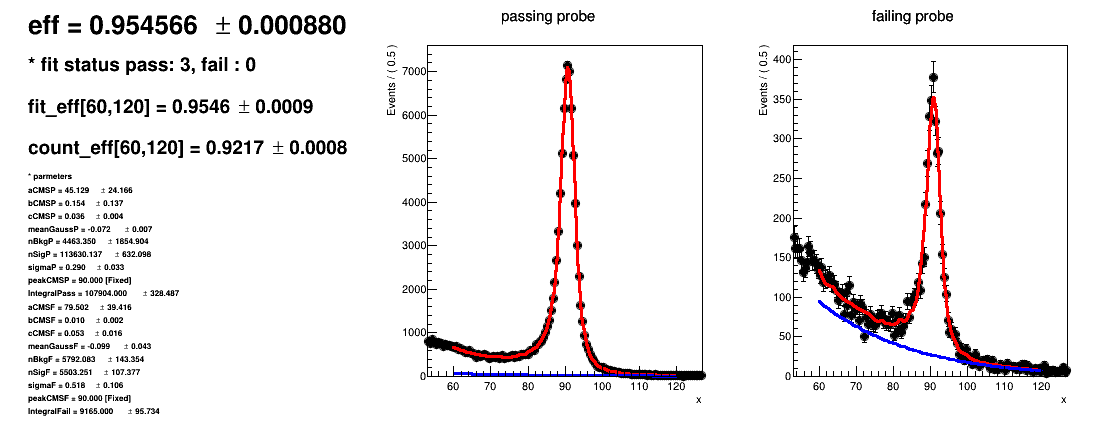 eff = 0.954566 ± 0.000880
* fit status pass: 3, fail : 0
fit_eff[60,120] = 0.9546 ± 0.0009
count_eff[60,120] = 0.9217 ± 0.0008
* parmeters
aCMSP = 45.129 ± 24.166
bCMSP = 0.154 ± 0.137
cCMSP = 0.036 ± 0.004
meanGaussP = -0.072 ± 0.007
nBkgP = 4463.350 ± 1854.904
nSigP = 113630.137 ± 632.098
sigmaP = 0.290 ± 0.033
peakCMSP = 90.000 [Fixed]
IntegralPass = 107904.000 ± 328.487
aCMSF = 79.502 ± 39.416
bCMSF = 0.010 ± 0.002
cCMSF = 0.053 ± 0.016
meanGaussF = -0.099 ± 0.043
nBkgF = 5792.083 ± 143.354
nSigF = 5503.251 ± 107.377
sigmaF = 0.518 ± 0.106
peakCMSF = 90.000 [Fixed]
IntegralFail = 9165.000 ± 95.734
passing probe
Events / ( 0.5 )
7000
6000
5000
4000
3000
2000
1000
0
60 70 80 90 100 110 120
x
failing probe
Events / ( 0.5 )
400
350
300
250
200
150
100
50
0
60 70 80 90 100 110 120
x